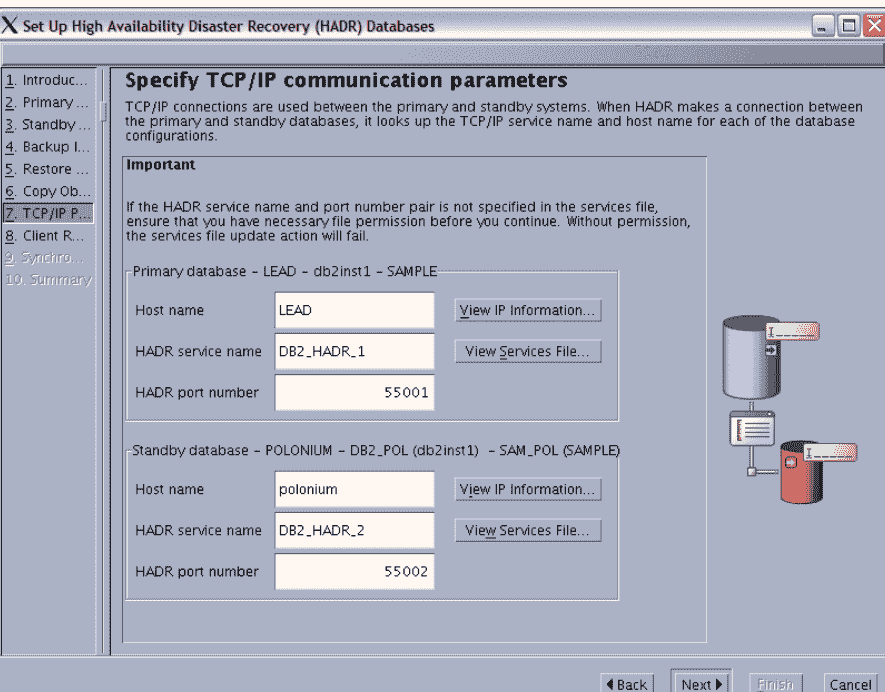 Set Up High Availability Disaster Recovery (HADR) Databases
1. Introduc...
2. Primary ...
3. Standby ...
4. Backup I...
5. Restore ...
6. Copy Ob...
7. TCP/IP P...
8. Client R...
9. Synchro...
10. Summary
Specify TCP/IP communication parameters
TCP/IP connections are used between the primary and standby systems. When HADR makes a connection between
the primary and standby databases, it looks up the TCP/IP service name and host name for each of the database
configurations.
Important
If the HADR service name and port number pair is not specified in the services file,
ensure that you have necessary file permission before you continue. Without permission,
the services file update action will fail.
Primary database - LEAD - db2inst1 - SAMPLE
Host name LEAD View IP Information...
HADR service name DB2_HADR_1 View Services File...
HADR port number 55001
Standby database - POLONIUM - DB2_POL (db2inst1) - SAM_POL (SAMPLE)
Host name polonium View IP Information...
HADR service name DB2_HADR_2 View Services File...
HADR port number 55002
Back Next Finish Cancel